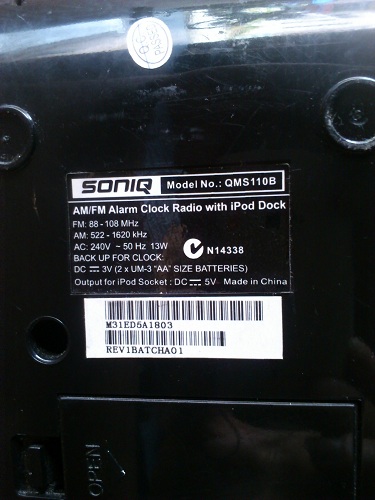 PASSED
SONIQ Model No.: QMS110B
AM/FM Alarm Clock Radio with iPod Dock
FM: 88 - 108 MHz
AM: 522 - 1620 kHz
AC: 240V ~ 50 Hz 13W
N14338
BACK UP FOR CLOCK:
DC 3V (2 x UM-3 "AA" SIZE BATTERIES)
Output for iPod Socket : DC 5V Made in China
M31ED5A1803
REV1BATCHA01
OPEN